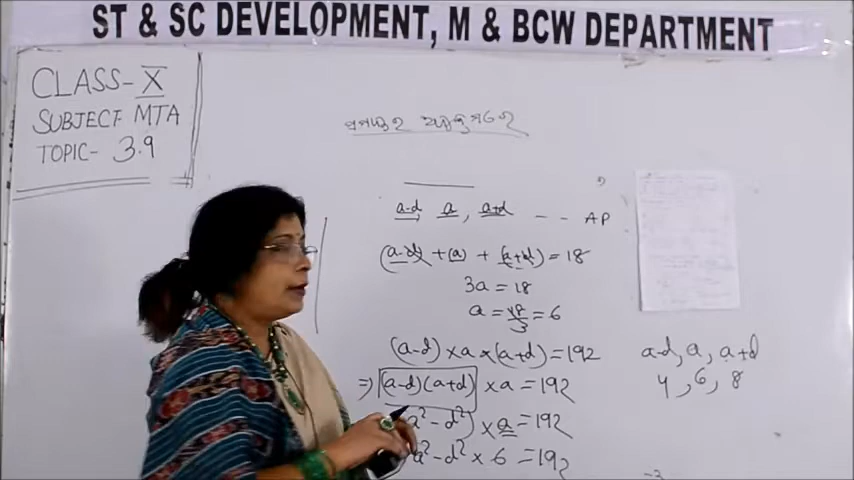 ST & SC DEVELOPMENT, M & BCW DEPARTMENT
CLASS - X
SUBJECT MTA
TOPIC - 3.9
a-d, a, a+d - - AP
(a-d) + (a) + (a+d) = 18
3a = 18
a = 18/3 = 6
(a-d) × a × (a+d) = 192
⇒ (a-d)(a+d) × a = 192
a² - d² × a = 192
a² - d² × 6 = 192
a-d, a, a+d
4, 6, 8